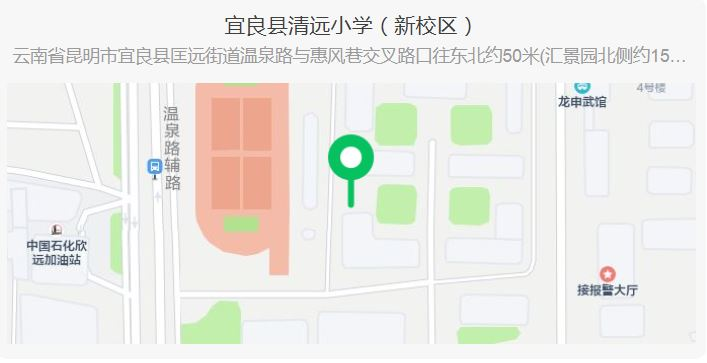 宜良县清远小学（新校区）
云南省昆明市宜良县匡远街道温泉路与惠风巷交叉路口往东北约50米(汇景园北侧约15...
4号楼
龙申武馆
温泉路辅路
中国石化欣
远加油站
接报警大厅